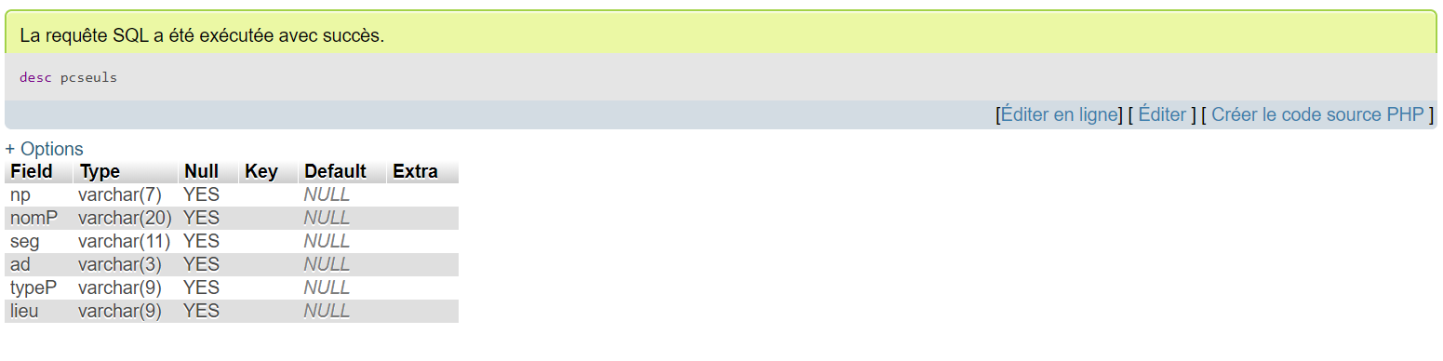 La requête SQL a été exécutée avec succès.
desc pcseuls
[Éditer en ligne] [ Éditer ] [ Créer le code source PHP ]
+ Options
Field Type Null Key Default Extra
np varchar(7) YES NULL
nomP varchar(20) YES NULL
seg varchar(11) YES NULL
ad varchar(3) YES NULL
typeP varchar(9) YES NULL
lieu varchar(9) YES NULL